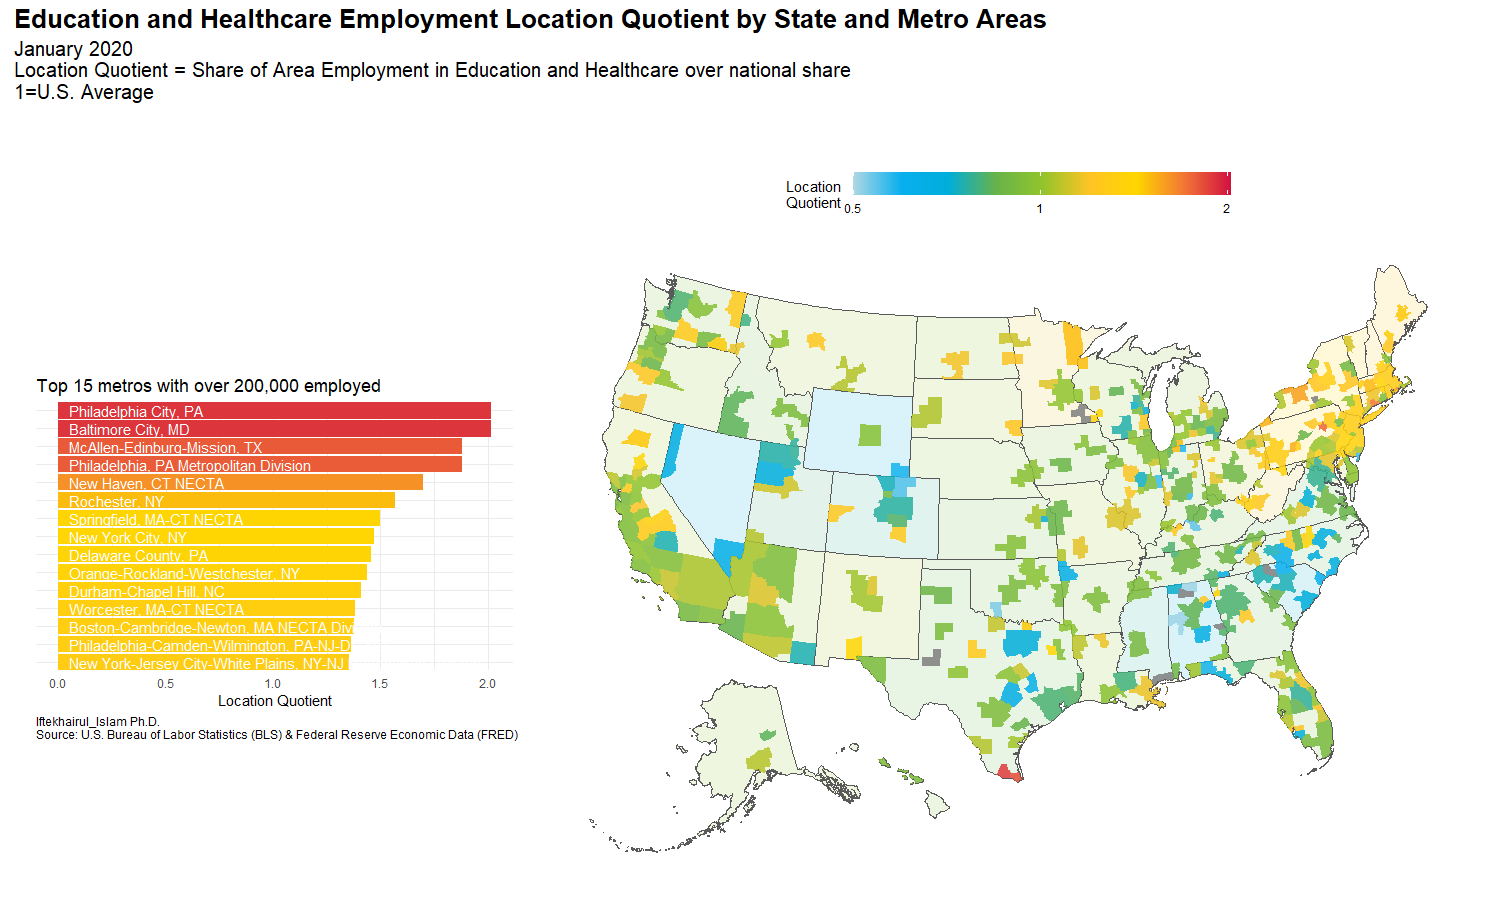 Education and Healthcare Employment Location Quotient by State and Metro Areas
January 2020
Location Quotient = Share of Area Employment in Education and Healthcare over national share
1=U.S. Average
Location
Quotient
0.5
1
2
Top 15 metros with over 200,000 employed
Philadelphia City, PA
Baltimore City, MD
McAllen-Edinburg-Mission, TX
Philadelphia, PA Metropolitan Division
New Haven, CT NECTA
Rochester, NY
Springfield, MA-CT NECTA
New York City, NY
Delaware County, PA
Orange-Rockland-Westchester, NY
Durham-Chapel Hill, NC
Worcester, MA-CT NECTA
Boston-Cambridge-Newton, MA NECTA Div
Philadelphia-Camden-Wilmington, PA-NJ-D
New York-Jersey City-White Plains, NY-NJ
0.0
0.5
1.0
1.5
2.0
Location Quotient
Iftekhairul_Islam Ph.D.
Source: U.S. Bureau of Labor Statistics (BLS) & Federal Reserve Economic Data (FRED)